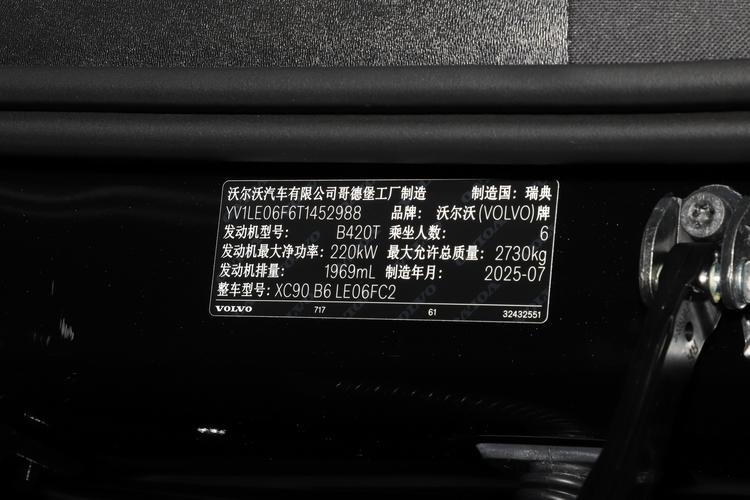 沃尔沃汽车有限公司哥德堡工厂制造 制造国：瑞典
YV1LE06F6T1452988 品牌：沃尔沃(VOLVO)牌
发动机型号： B420T 乘坐人数： 6
发动机最大净功率：220kW 最大允许总质量：2730kg
发动机排量： 1969mL 制造年月： 2025-07
整车型号：XC90 B6 LE06FC2
VOLVO 717 61 32432551